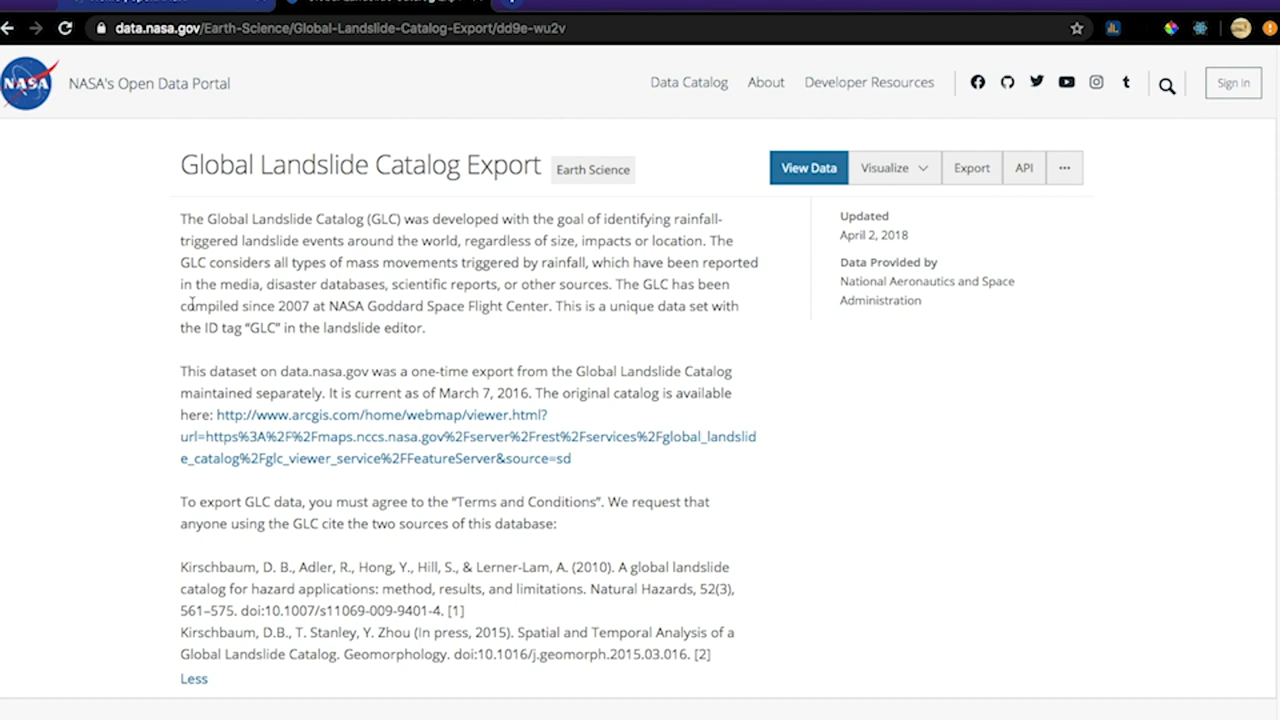 data.nasa.gov/Earth-Science/Global-Landslide-Catalog-Export/dd9e-wu2v
NASA
NASA's Open Data Portal
Data Catalog
About
Developer Resources
Sign In
Global Landslide Catalog Export
Earth Science
View Data
Visualize
Export
API
The Global Landslide Catalog (GLC) was developed with the goal of identifying rainfall-
triggered landslide events around the world, regardless of size, impacts or location. The
GLC considers all types of mass movements triggered by rainfall, which have been reported
in the media, disaster databases, scientific reports, or other sources. The GLC has been
compiled since 2007 at NASA Goddard Space Flight Center. This is a unique data set with
the ID tag “GLC” in the landslide editor.
This dataset on data.nasa.gov was a one-time export from the Global Landslide Catalog
maintained separately. It is current as of March 7, 2016. The original catalog is available
here: http://www.arcgis.com/home/webmap/viewer.html?
url=https%3A%2F%2Fmaps.nccs.nasa.gov%2Fserver%2Frest%2Fservices%2Fglobal_landslid
e_catalog%2Fglc_viewer_service%2FFeatureServer&source=sd
To export GLC data, you must agree to the “Terms and Conditions”. We request that
anyone using the GLC cite the two sources of this database:
Kirschbaum, D. B., Adler, R., Hong, Y., Hill, S., & Lerner-Lam, A. (2010). A global landslide
catalog for hazard applications: method, results, and limitations. Natural Hazards, 52(3),
561–575. doi:10.1007/s11069-009-9401-4. [1]
Kirschbaum, D.B., T. Stanley, Y. Zhou (In press, 2015). Spatial and Temporal Analysis of a
Global Landslide Catalog. Geomorphology. doi:10.1016/j.geomorph.2015.03.016. [2]
Less
Updated
April 2, 2018
Data Provided by
National Aeronautics and Space
Administration